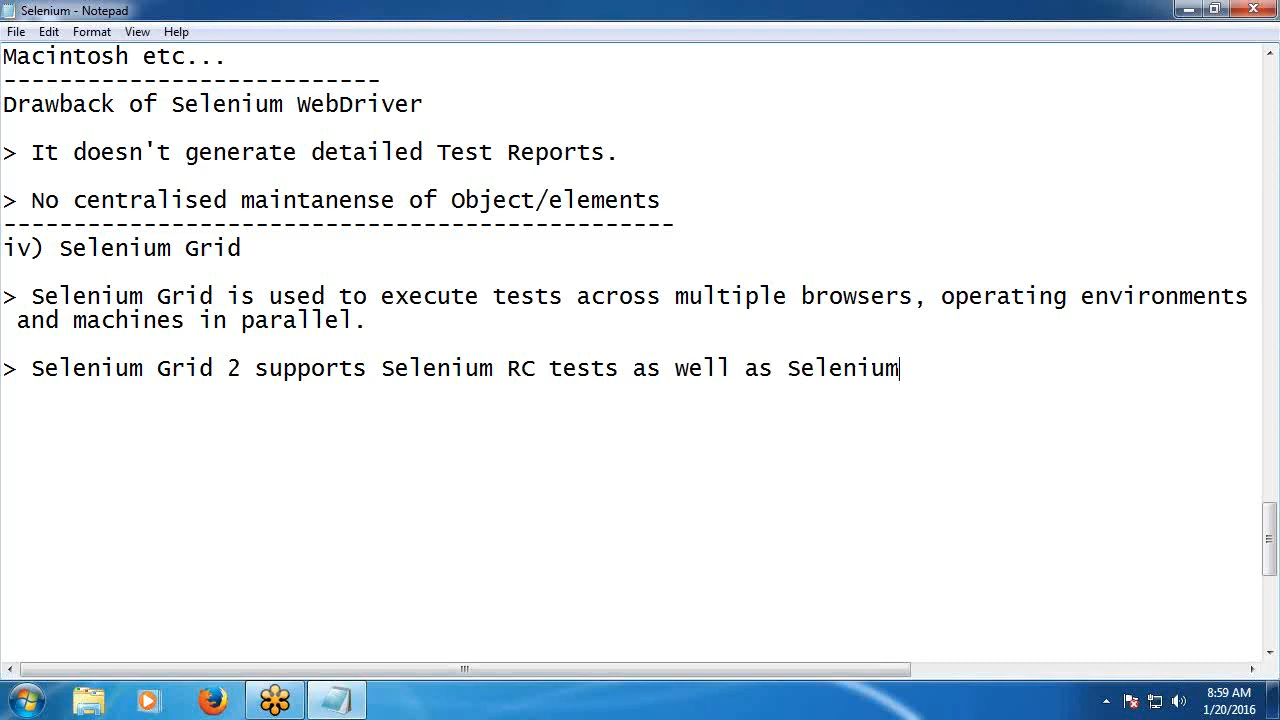 Selenium - Notepad
File Edit Format View Help
Macintosh etc...
---------------------------
Drawback of Selenium WebDriver
> It doesn't generate detailed Test Reports.
> No centralised maintanense of Object/elements
------------------------------------------------
iv) Selenium Grid
> Selenium Grid is used to execute tests across multiple browsers, operating environments
and machines in parallel.
> Selenium Grid 2 supports Selenium RC tests as well as Selenium
8:59 AM
1/20/2016